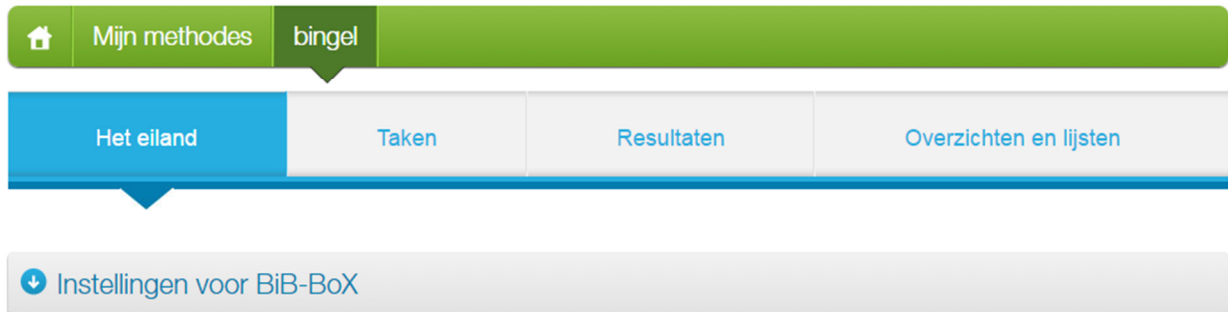 Mijn methodes bingel
Het eiland Taken Resultaten Overzichten en lijsten
Instellingen voor BiB-BoX